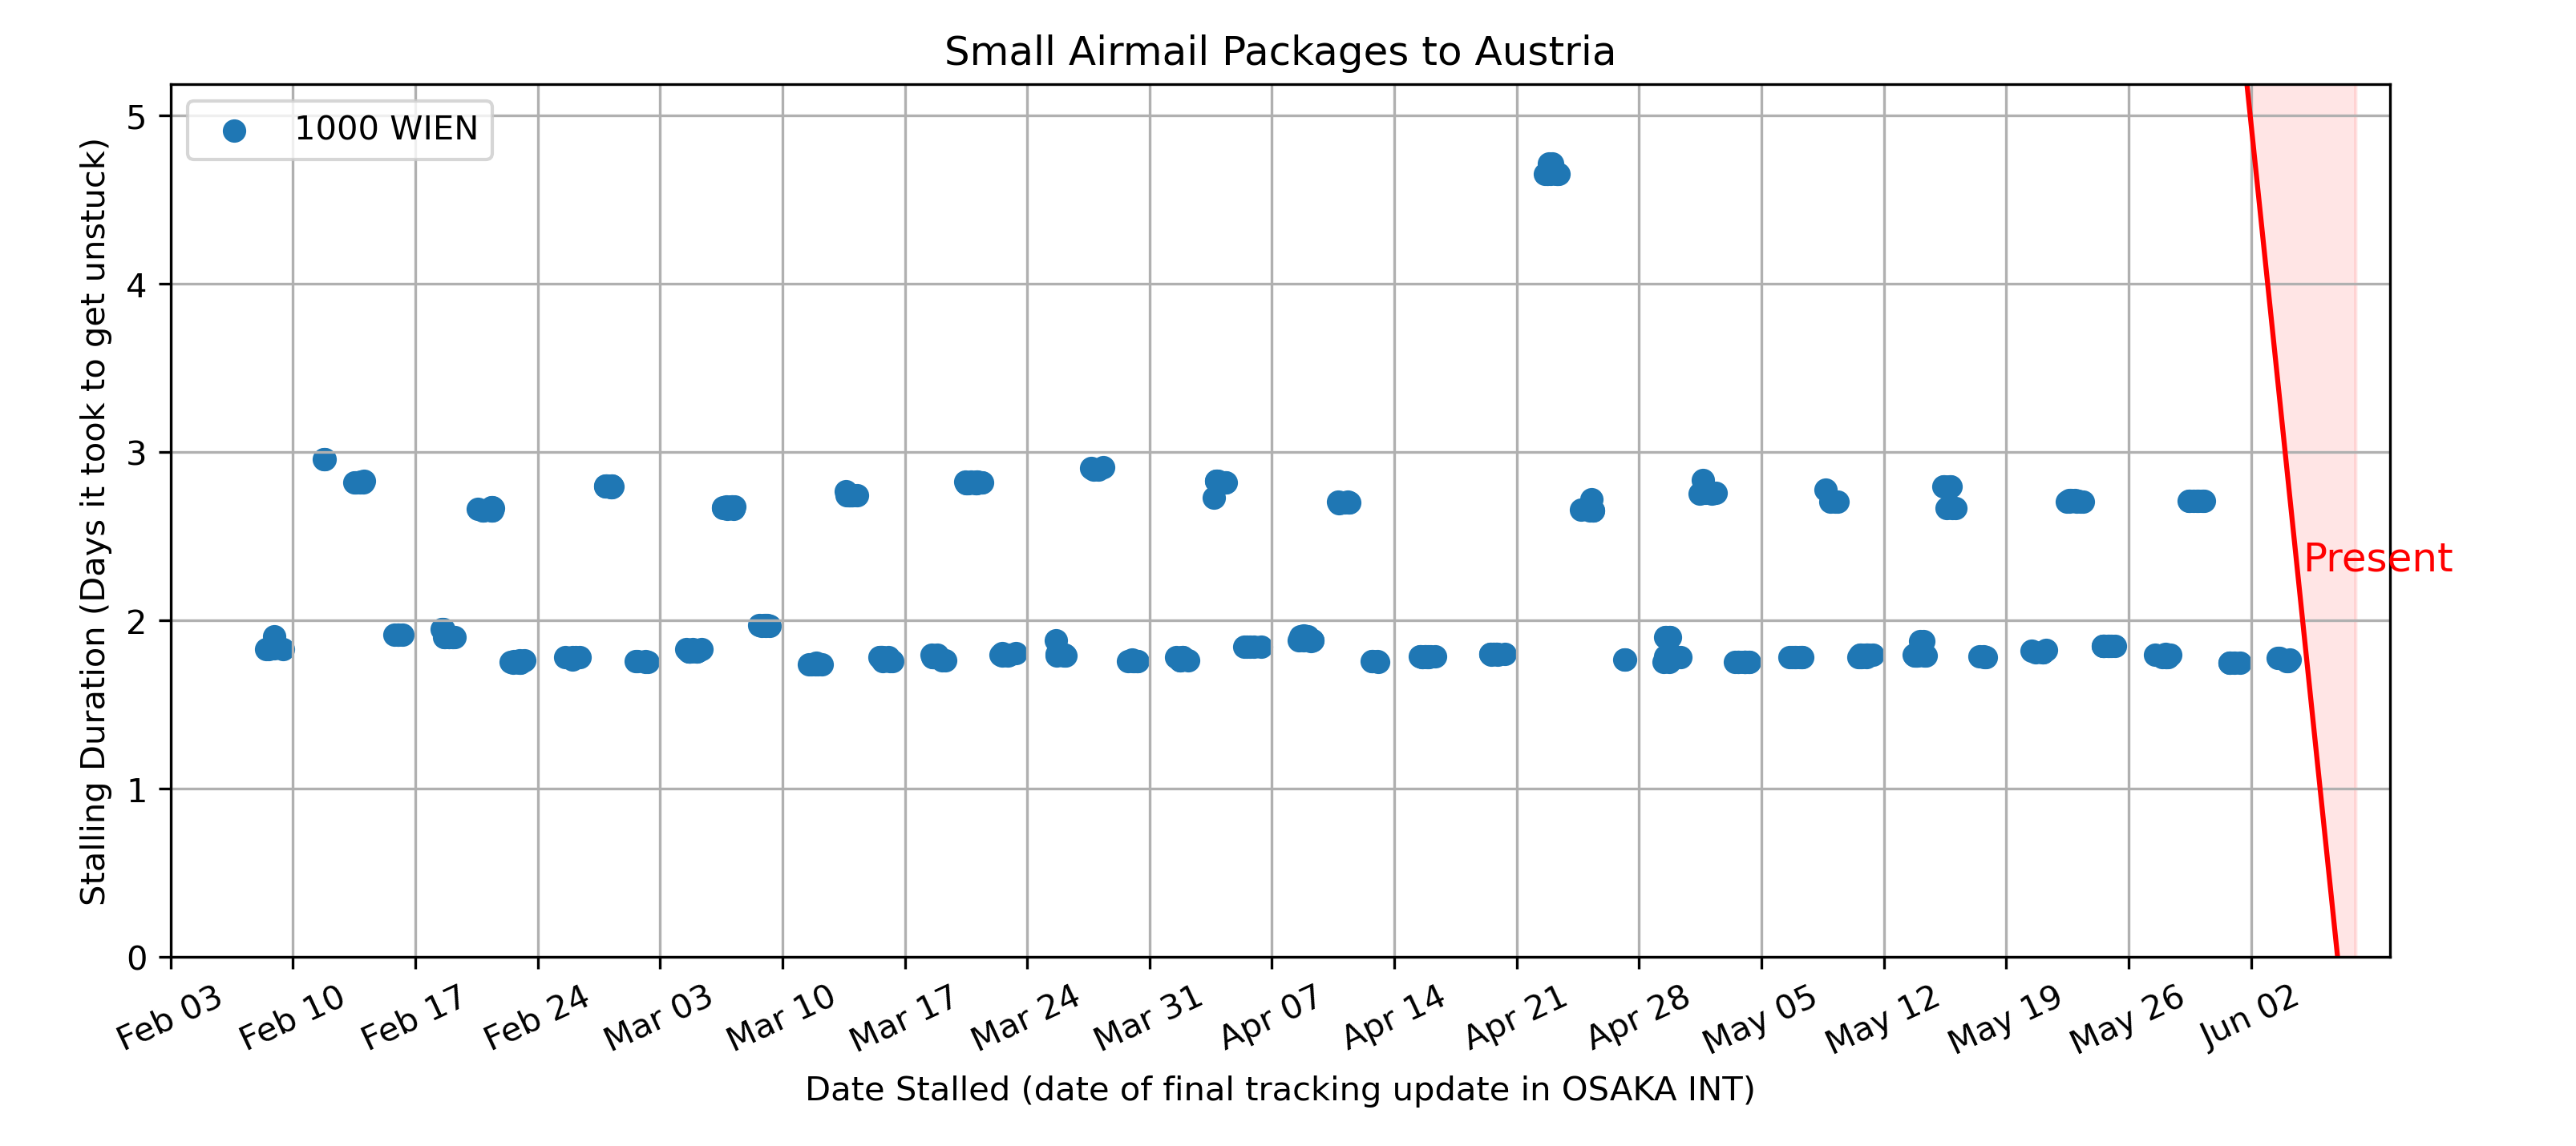 Small Airmail Packages to Austria
1000 WIEN
Stalling Duration (Days it took to get unstuck)
5
4
3
2
1
0
Present
Feb 03
Feb 10
Feb 17
Feb 24
Mar 03
Mar 10
Mar 17
Mar 24
Mar 31
Apr 07
Apr 14
Apr 21
Apr 28
May 05
May 12
May 19
May 26
Jun 02
Date Stalled (date of final tracking update in OSAKA INT)